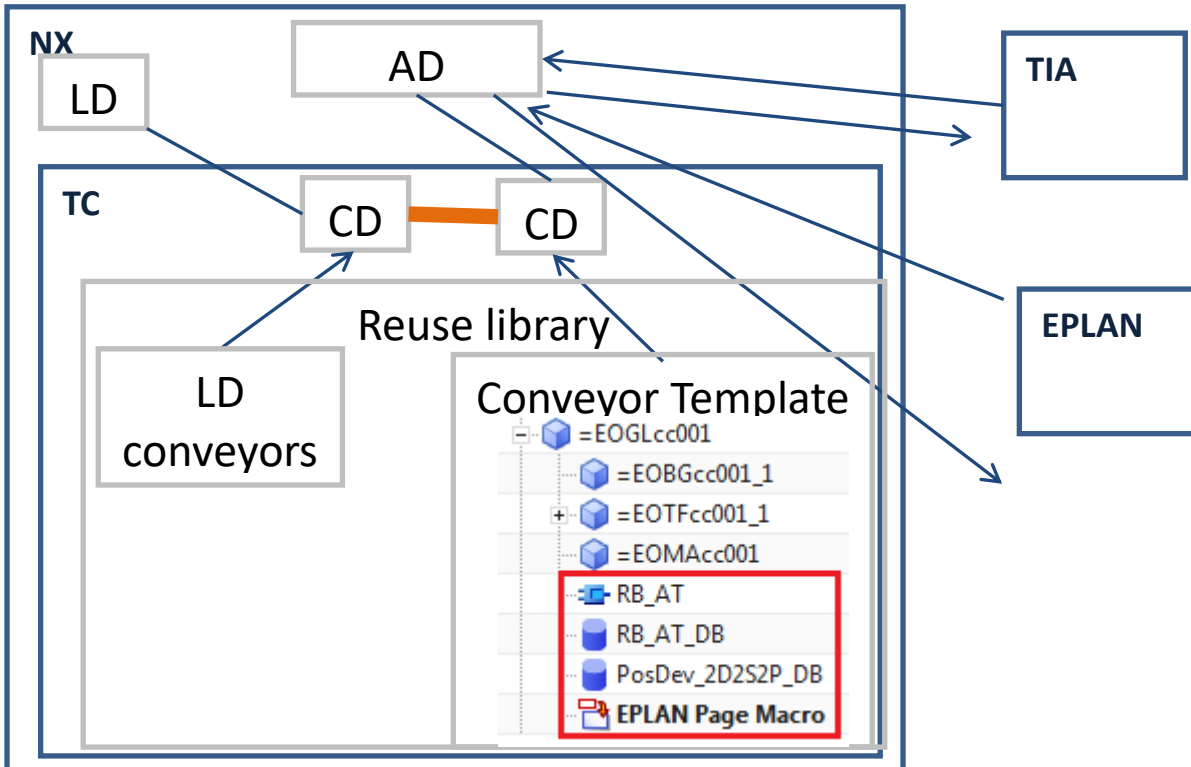 NX
LD
AD
TIA
TC
CD
CD
EPLAN
Reuse library
LD
conveyors
Conveyor Template
=EOGLcc001
=EOBGcc001_1
=EOTFcc001_1
=EOMAcc001
RB_AT
RB_AT_DB
PosDev_2D2S2P_DB
EPLAN Page Macro